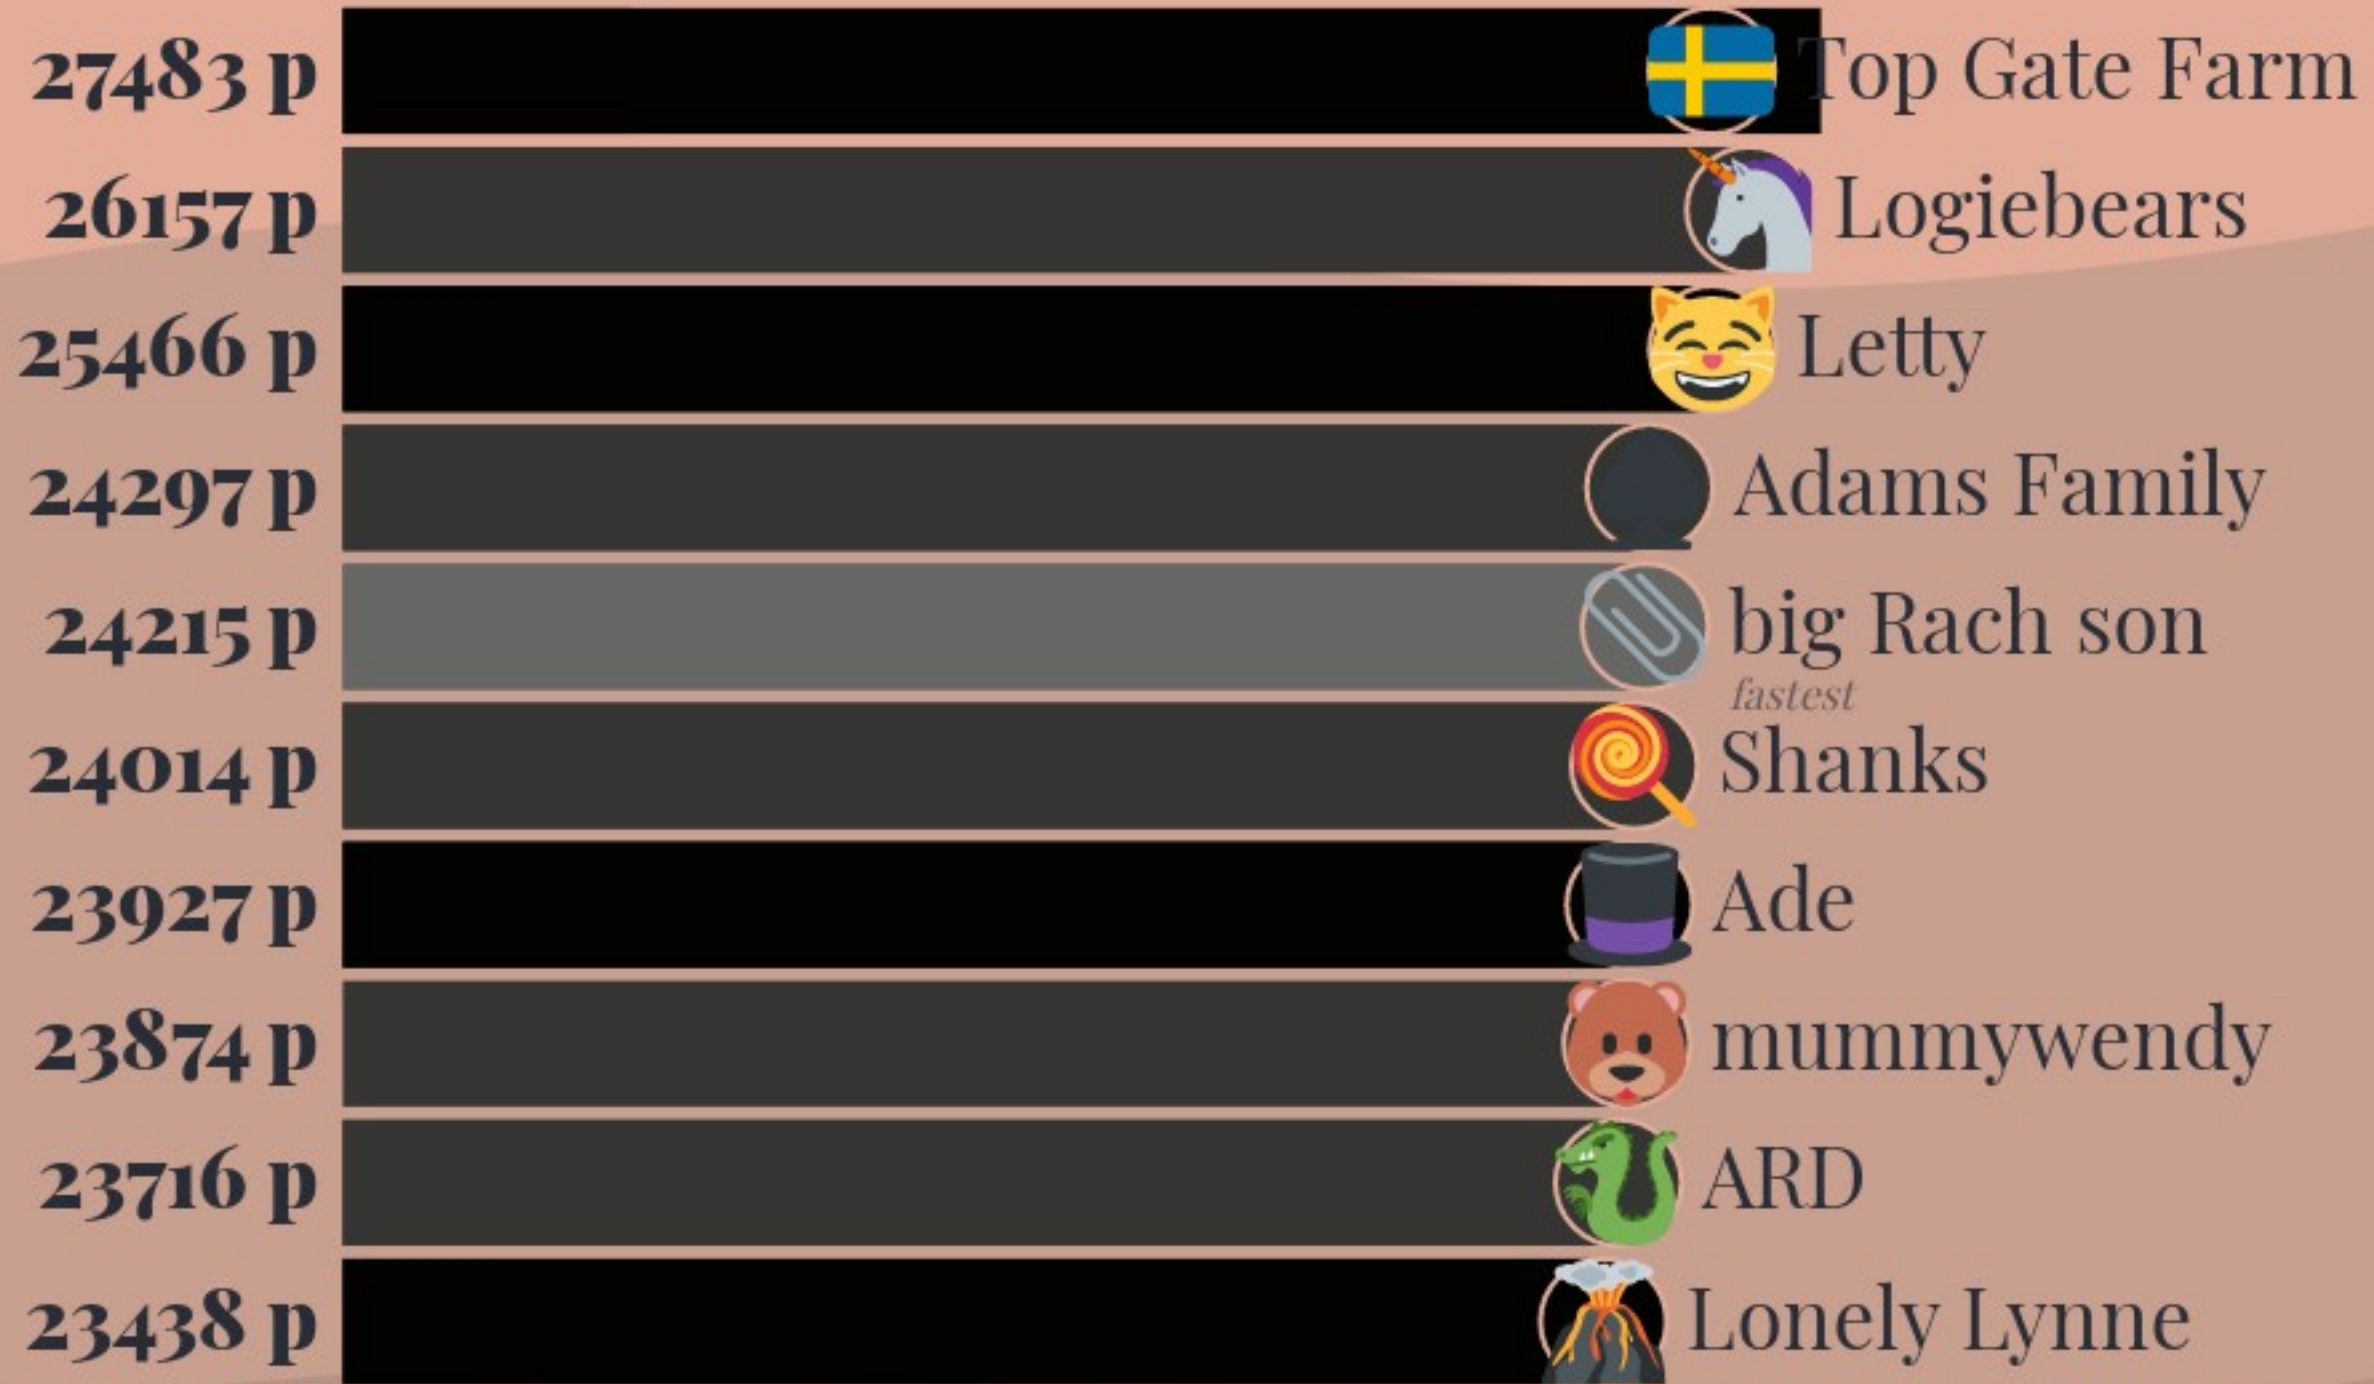 27483 p Top Gate Farm
26157 p Logiebears
25466 p Letty
24297 p Adams Family
24215 p big Rach son
fastest
24014 p Shanks
23927 p Ade
23874 p mummywendy
23716 p ARD
23438 p Lonely Lynne